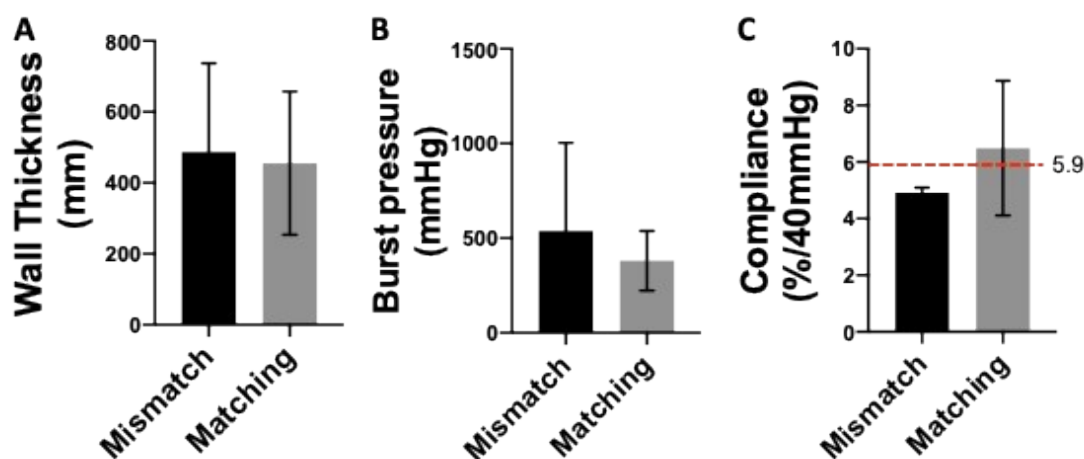 A
Wall Thickness
(mm)
800
600
400
200
0
Mismatch
Matching
B
Burst pressure
(mmHg)
1500
1000
500
0
Mismatch
Matching
C
Compliance
(%/40mmHg)
10
8
6
4
2
0
5.9
Mismatch
Matching